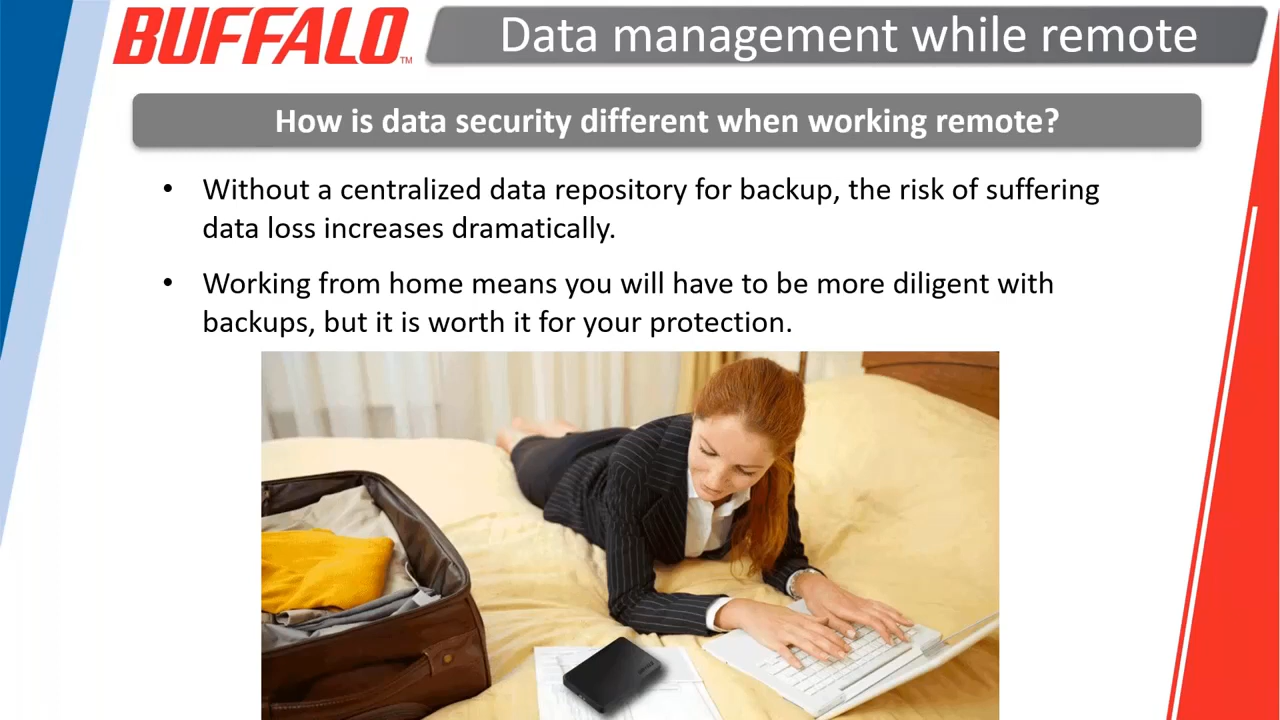 BUFFALO™
Data management while remote
How is data security different when working remote?
• Without a centralized data repository for backup, the risk of suffering
data loss increases dramatically.
• Working from home means you will have to be more diligent with
backups, but it is worth it for your protection.
BUFFALO